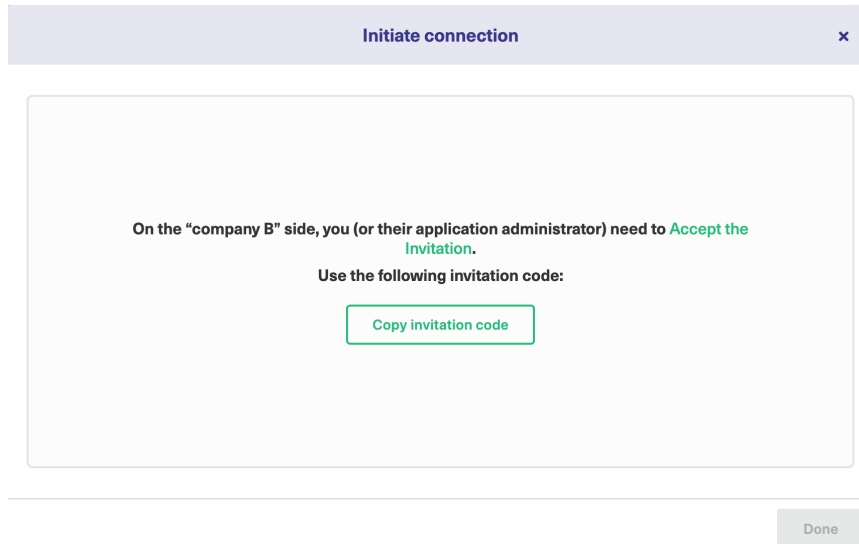 Initiate connection
×
On the “company B” side, you (or their application administrator) need to Accept the
Invitation.
Use the following invitation code:
Copy invitation code
Done